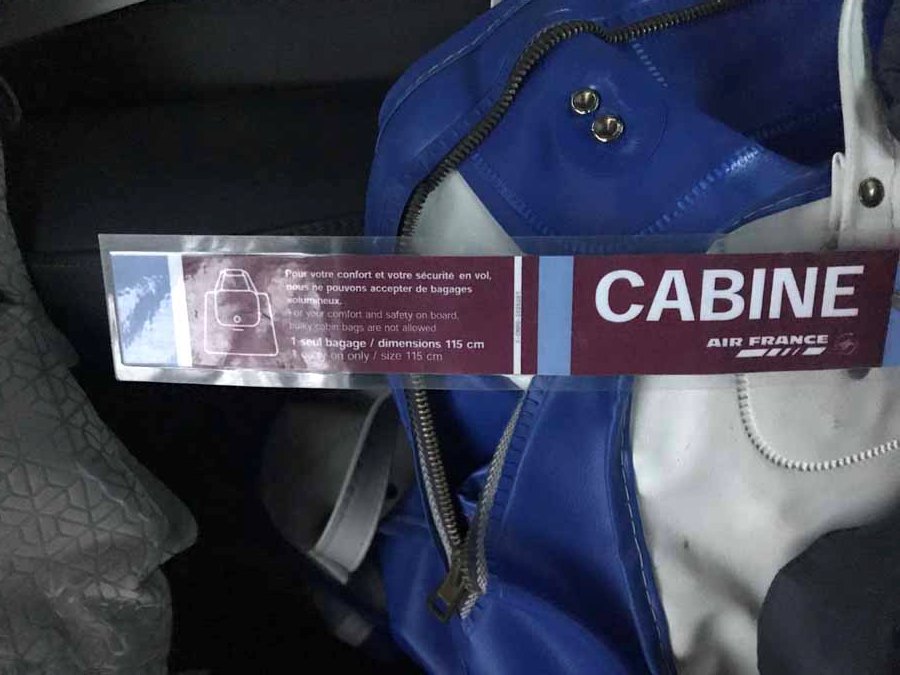 Pour votre confort et votre sécurité en vol,
nous ne pouvons accepter de bagages
volumineux.
For your comfort and safety on board,
bulky cabin bags are not allowed
1 seul bagage / dimensions 115 cm
1 carry on only / size 115 cm
CABINE
AIR FRANCE